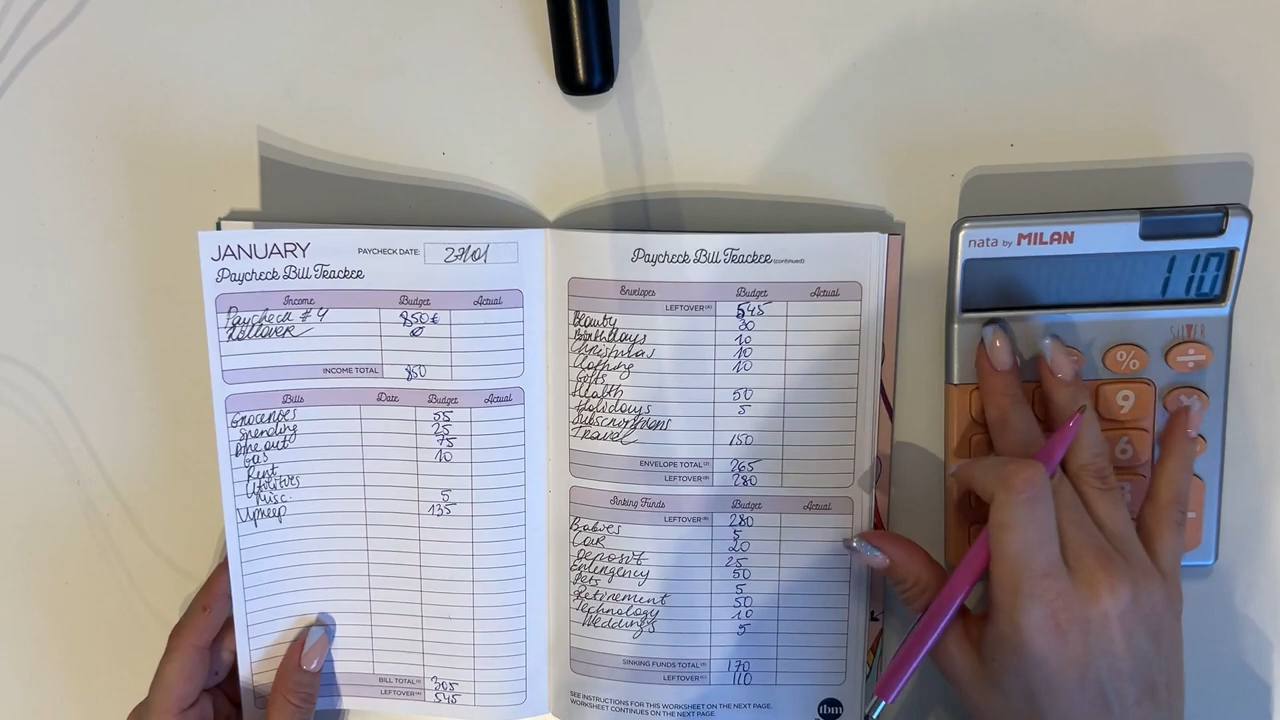 JANUARY PAYCHECK DATE: 27/01
Paycheck Bill Tracker
Income Budget Actual
Paycheck #4 850€
Rollover ∅
INCOME TOTAL 850
Bills Date Budget Actual
Groceries 55
Spending 25
Dine out 75
Gas 10
Rent
Utilities
Misc. 5
Upkeep 135
BILL TOTAL (1) 305
LEFTOVER (A) 545
Paycheck Bill Tracker (continued)
Envelopes Budget Actual
LEFTOVER (A) 545
Beauty 30
Birthdays 10
Christmas 10
Clothing 10
Gifts
Health 50
Holidays 5
Subscriptions
Travel 150
ENVELOPE TOTAL (2) 265
LEFTOVER (B) 280
Sinking Funds Budget Actual
LEFTOVER (B) 280
Babies 5
Car 20
Deposit 25
Emergency 50
Pets 5
Retirement 50
Technology 10
Weddings 5
SINKING FUNDS TOTAL (3) 170
LEFTOVER (C) 110
SEE INSTRUCTIONS FOR THIS WORKSHEET ON THE NEXT PAGE.
WORKSHEET CONTINUES ON THE NEXT PAGE.
tbm
nata by MILAN
110
SILVER
% ÷
9 ×
6